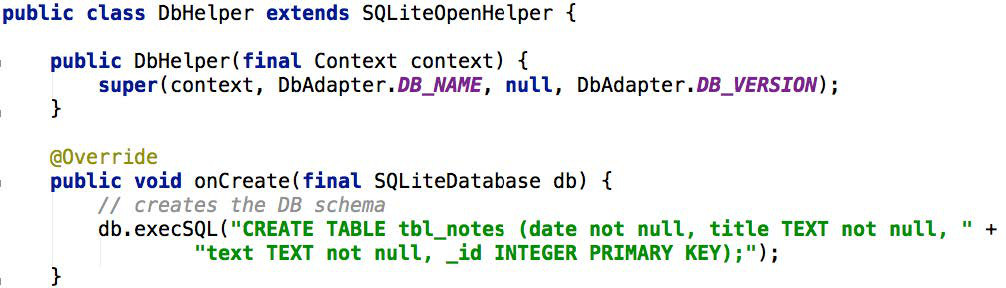 public class DbHelper extends SQLiteOpenHelper {
public DbHelper(final Context context) {
super(context, DbAdapter.DB_NAME, null, DbAdapter.DB_VERSION);
}
@Override
public void onCreate(final SQLiteDatabase db) {
// creates the DB schema
db.execSQL("CREATE TABLE tbl_notes (date not null, title TEXT not null, " +
"text TEXT not null, _id INTEGER PRIMARY KEY);");
}